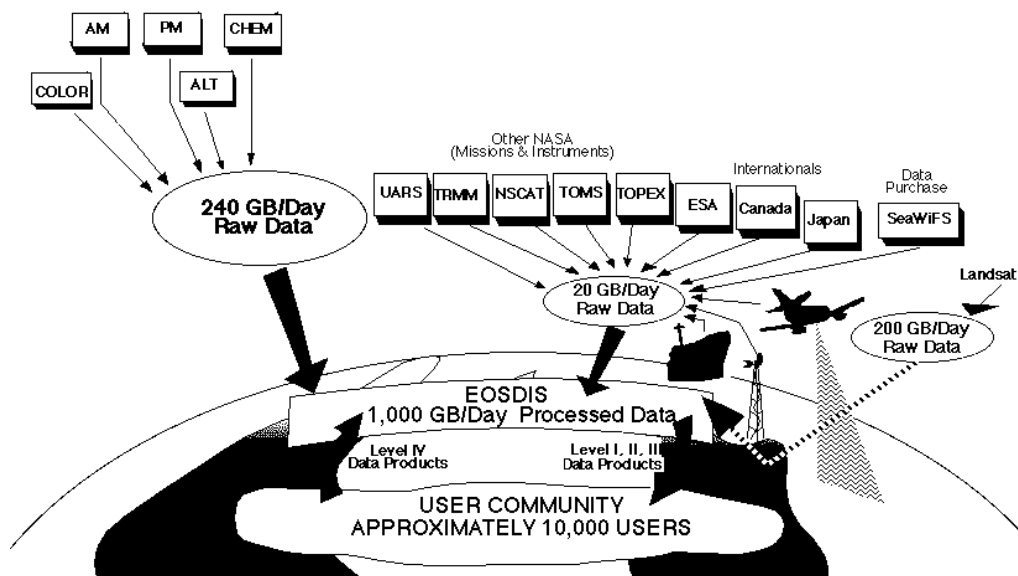 AM
PM
CHEM
COLOR
ALT
240 GB/Day
Raw Data
Other NASA
(Missions & Instruments)
Internationals
Data
Purchase
UARS
TRMM
NSCAT
TOMS
TOPEX
ESA
Canada
Japan
SeaWiFS
20 GB/Day
Raw Data
Landsat
200 GB/Day
Raw Data
EOSDIS
1,000 GB/Day Processed Data
Level IV
Data Products
Level I, II, III
Data Products
USER COMMUNITY
APPROXIMATELY 10,000 USERS